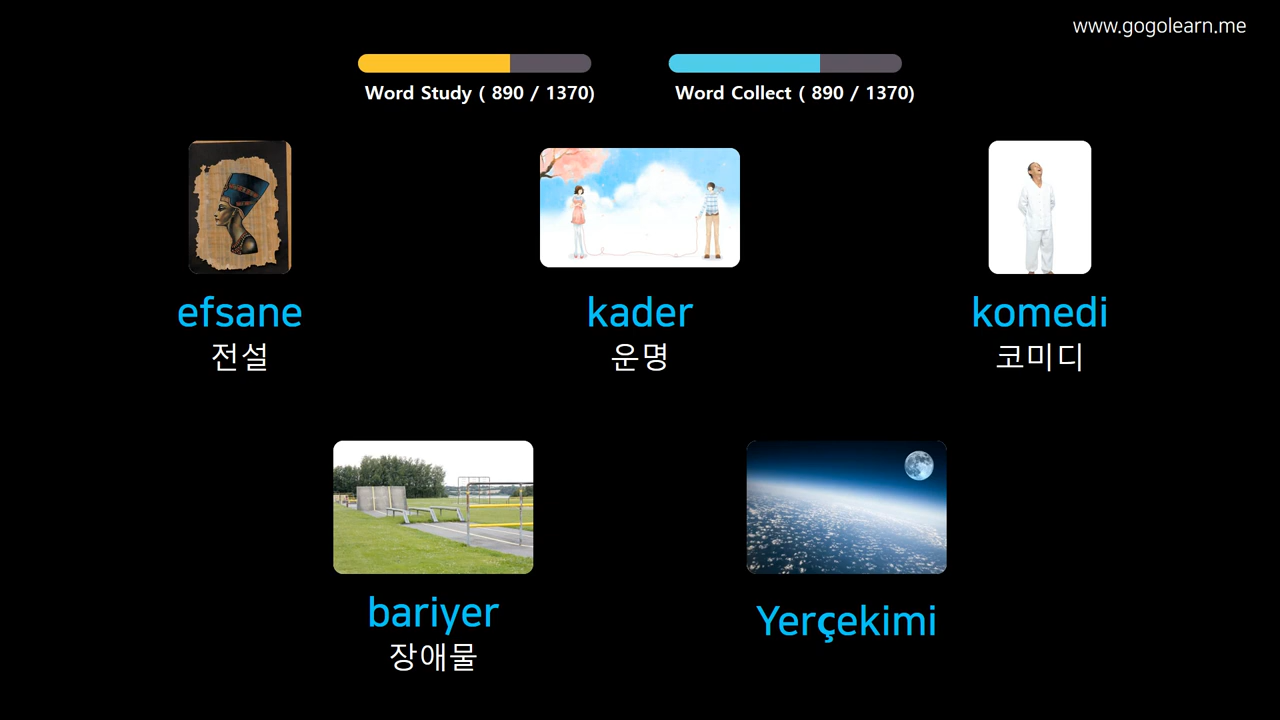 www.gogolearn.me
Word Study ( 890 / 1370)
Word Collect ( 890 / 1370)
efsane
전설
kader
운명
komedi
코미디
bariyer
장애물
Yerçekimi